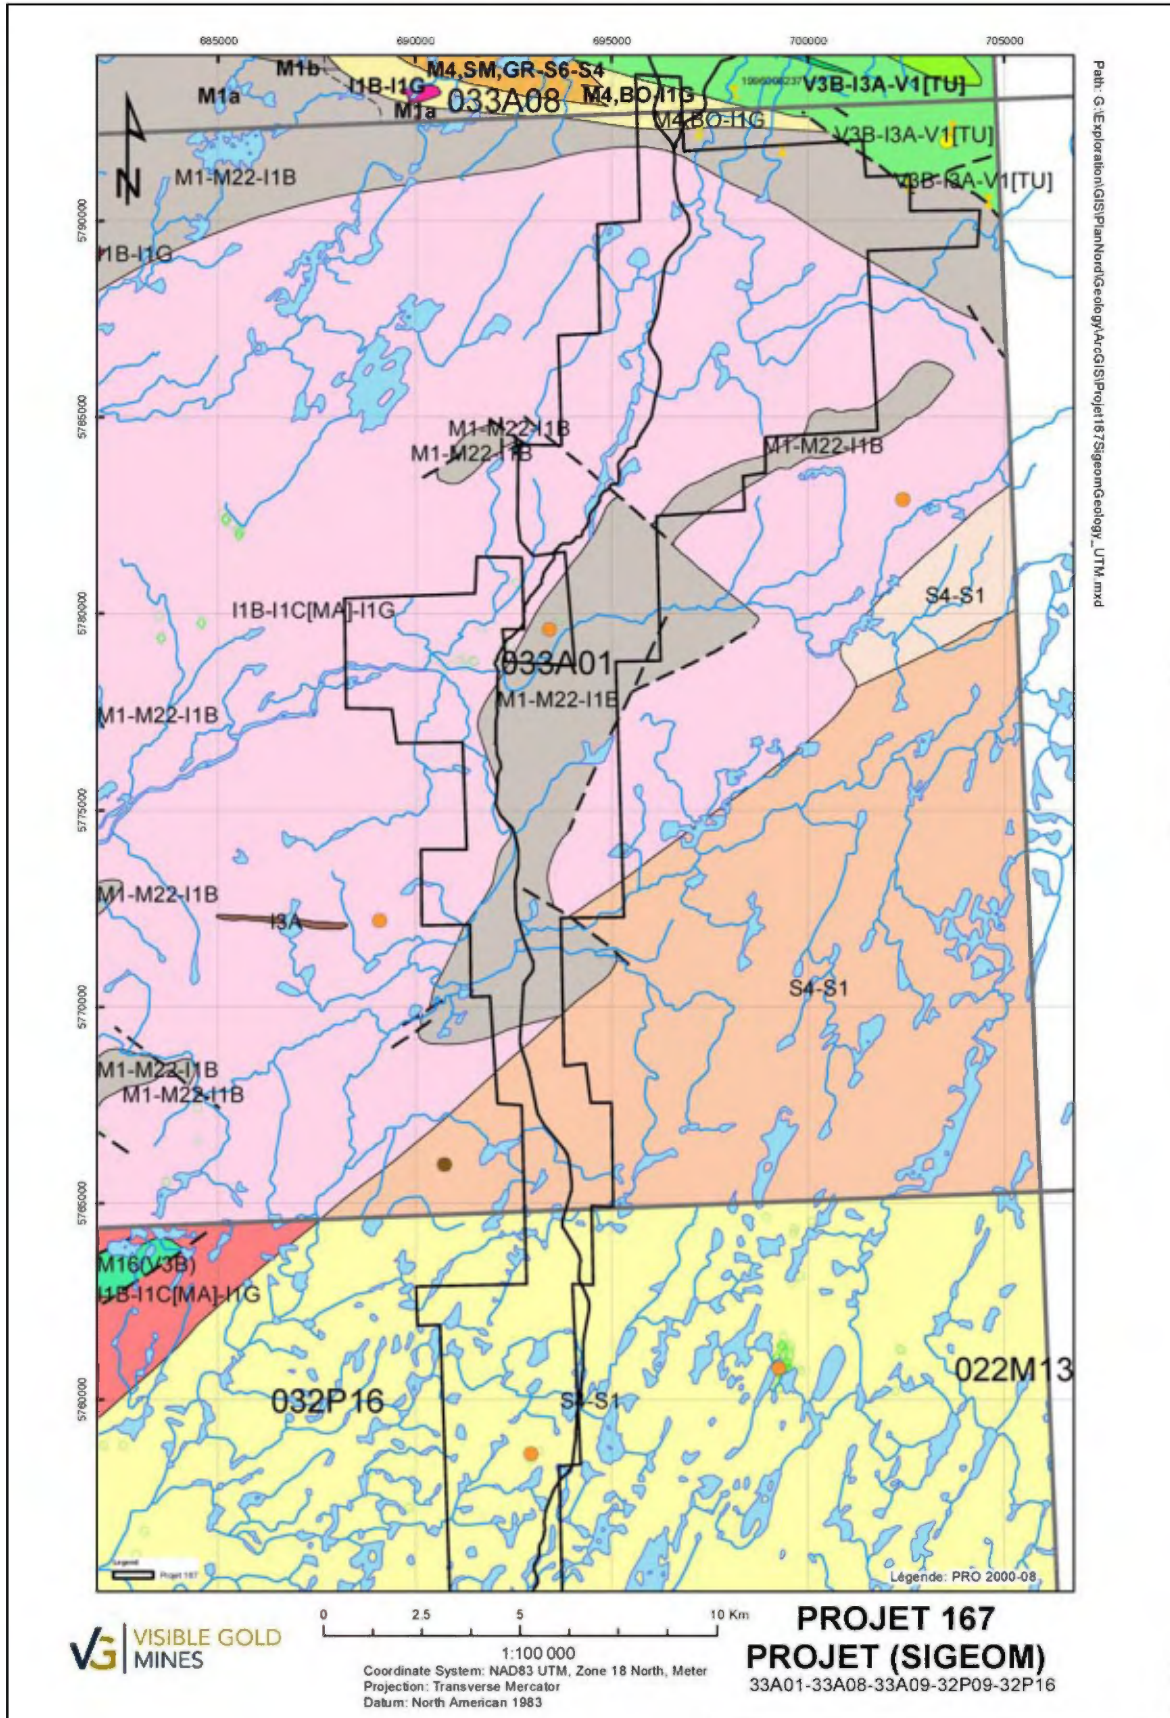 685000 690000 695000 700000 705000
M1b
M4,SM,GR-S6-S4
I1B-I1G
M4,BO-I1G
V3B-I3A-V1[TU]
M1a
033A08
M1a
M4,BO-I1G
V3B-I3A-V1[TU]
N
M1-M22-I1B
V3B-I3A-V1[TU]
5790000
I1B-I1G
5785000
M1-M22-I1B
M1-M22-I1B
M1-M22-I1B
5780000
I1B-I1C[MA]-I1G
S4-S1
033A01
M1-M22-I1B
M1-M22-I1B
5775000
M1-M22-I1B
I3A
5770000
S4-S1
M1-M22-I1B
M1-M22-I1B
5765000
M16(V3B)
I1B-I1C[MA]-I1G
022M13
032P16
S4-S1
5760000
Legend
Projet 167
Légende: PRO 2000-08
Path: G:\Exploration\GIS\PlanNord\Geology\ArcGIS\Projet167SigeomGeology_UTM.mxd
VG VISIBLE GOLD
MINES
0 2.5 5 10 Km
1:100 000
Coordinate System: NAD83 UTM, Zone 18 North, Meter
Projection: Transverse Mercator
Datum: North American 1983
PROJET 167
PROJET (SIGEOM)
33A01-33A08-33A09-32P09-32P16